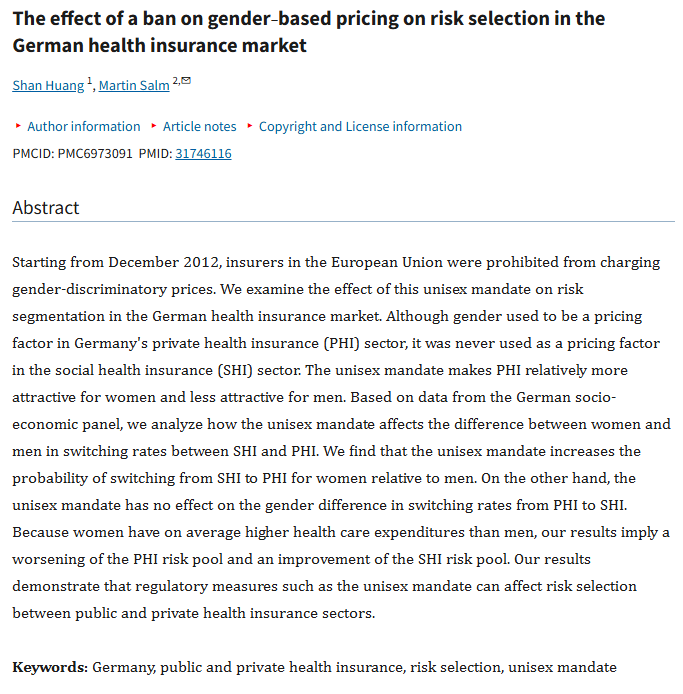 The effect of a ban on gender‐based pricing on risk selection in the
German health insurance market
Shan Huang 1, Martin Salm 2,✉
▸ Author information ▸ Article notes ▸ Copyright and License information
PMCID: PMC6973091 PMID: 31746116
Abstract
Starting from December 2012, insurers in the European Union were prohibited from charging
gender‐discriminatory prices. We examine the effect of this unisex mandate on risk
segmentation in the German health insurance market. Although gender used to be a pricing
factor in Germany's private health insurance (PHI) sector, it was never used as a pricing factor
in the social health insurance (SHI) sector. The unisex mandate makes PHI relatively more
attractive for women and less attractive for men. Based on data from the German socio‐
economic panel, we analyze how the unisex mandate affects the difference between women and
men in switching rates between SHI and PHI. We find that the unisex mandate increases the
probability of switching from SHI to PHI for women relative to men. On the other hand, the
unisex mandate has no effect on the gender difference in switching rates from PHI to SHI.
Because women have on average higher health care expenditures than men, our results imply a
worsening of the PHI risk pool and an improvement of the SHI risk pool. Our results
demonstrate that regulatory measures such as the unisex mandate can affect risk selection
between public and private health insurance sectors.
Keywords: Germany, public and private health insurance, risk selection, unisex mandate